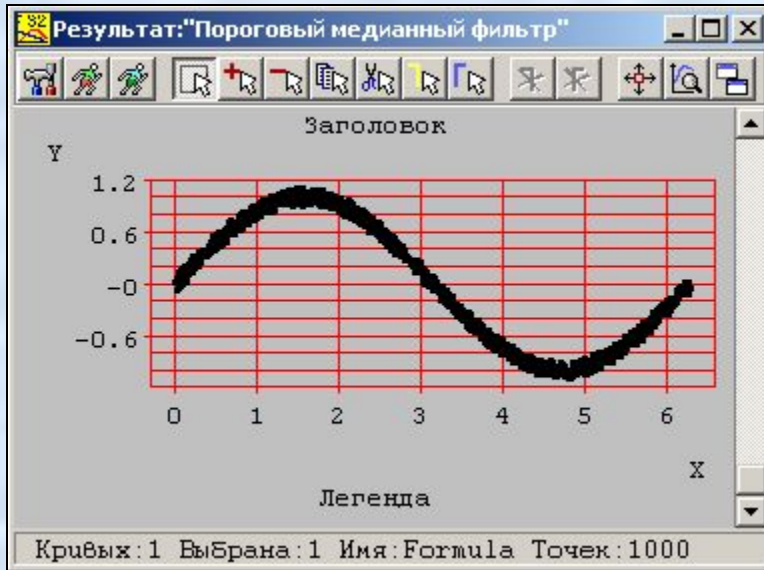 Результат:"Пороговый медианный фильтр"
Заголовок
Y
1.2
0.6
-0
-0.6
0 1 2 3 4 5 6
X
Легенда
Кривых:1 Выбрана:1 Имя:Formula Точек:1000